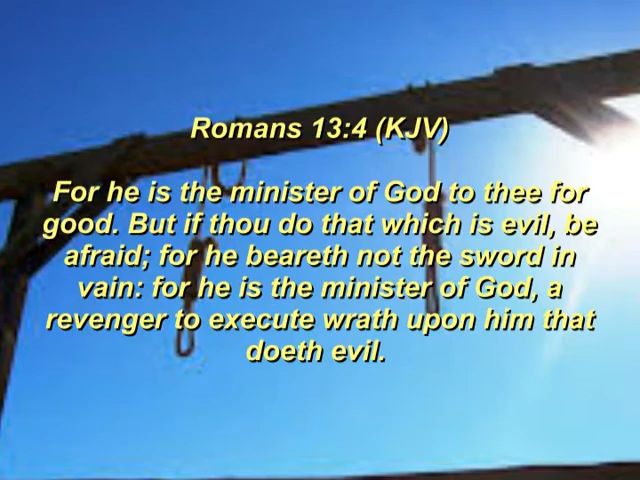 Romans 13:4 (KJV)
For he is the minister of God to thee for
good. But if thou do that which is evil, be
afraid; for he beareth not the sword in
vain: for he is the minister of God, a
revenger to execute wrath upon him that
doeth evil.